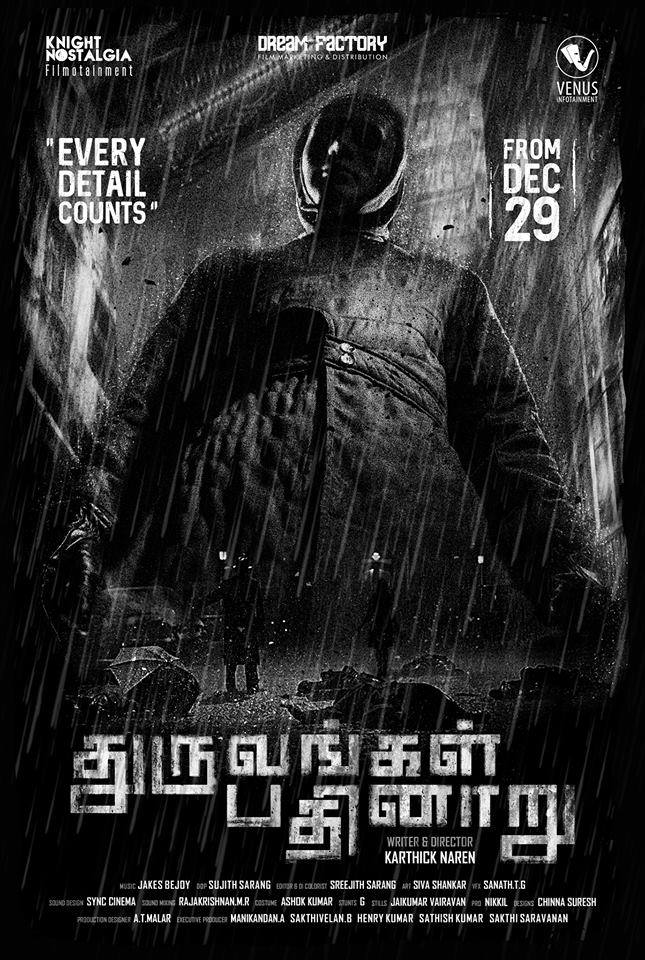 KNIGHT
NOSTALGIA
Filmotainment
DREAM FACTORY
FILM MARKETING & DISTRIBUTION
VENUS
INFOTAINMENT
"EVERY
DETAIL
COUNTS"
FROM
DEC
29
துருவங்கள்
பதினாறு
WRITER & DIRECTOR
KARTHICK NAREN
MUSIC JAKES BEJOY DOP SUJITH SARANG EDITOR & DI COLORIST SREEJITH SARANG ART SIVA SHANKAR VFX SANATH.T.G
SOUND DESIGN SYNC CINEMA SOUND MIXING RAJAKRISHNAN.M.R COSTUME ASHOK KUMAR STUNTS G STILLS JAIKUMAR VAIRAVAN PRO NIKKIL DESIGNS CHINNA SURESH
PRODUCTION DESIGNER A.T.MALAR EXECUTIVE PRODUCER MANIKANDAN.A SAKTHIVELAN.B HENRY KUMAR SATHISH KUMAR SAKTHI SARAVANAN